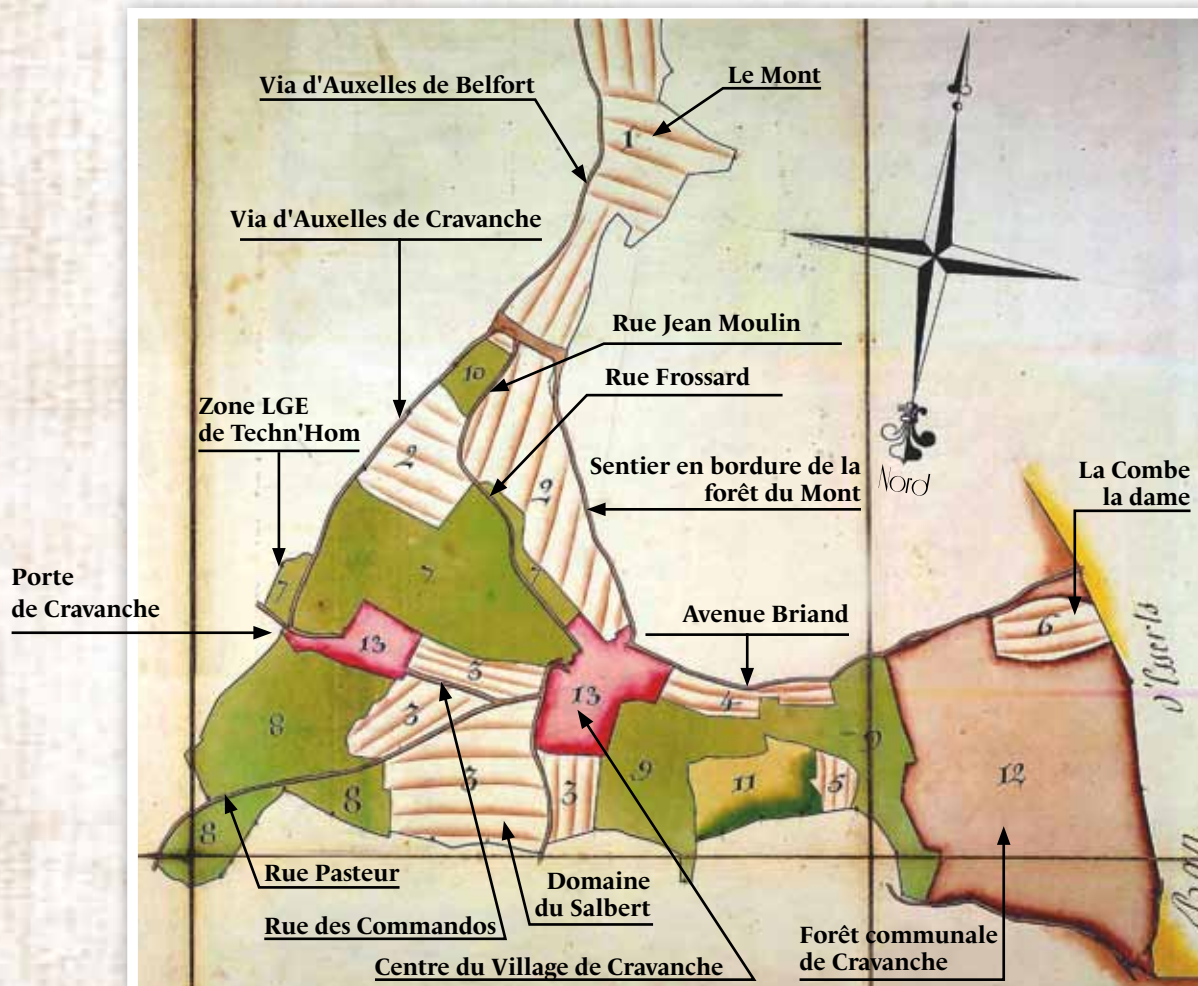 Via d'Auxelles de Belfort
Le Mont
1
Via d'Auxelles de Cravanche
Rue Jean Moulin
10
Rue Frossard
Zone LGE
de Techn'Hom
2
Sentier en bordure de la
forêt du Mont
2
Nord
La Combe
la dame
Porte
de Cravanche
7
7
7
Avenue Briand
6
13
3
13
4
8
3
9
12
3
3
9
11
5
8
8
Rue Pasteur
Domaine
du Salbert
Rue des Commandos
Centre du Village de Cravanche
Forêt communale
de Cravanche
Ban